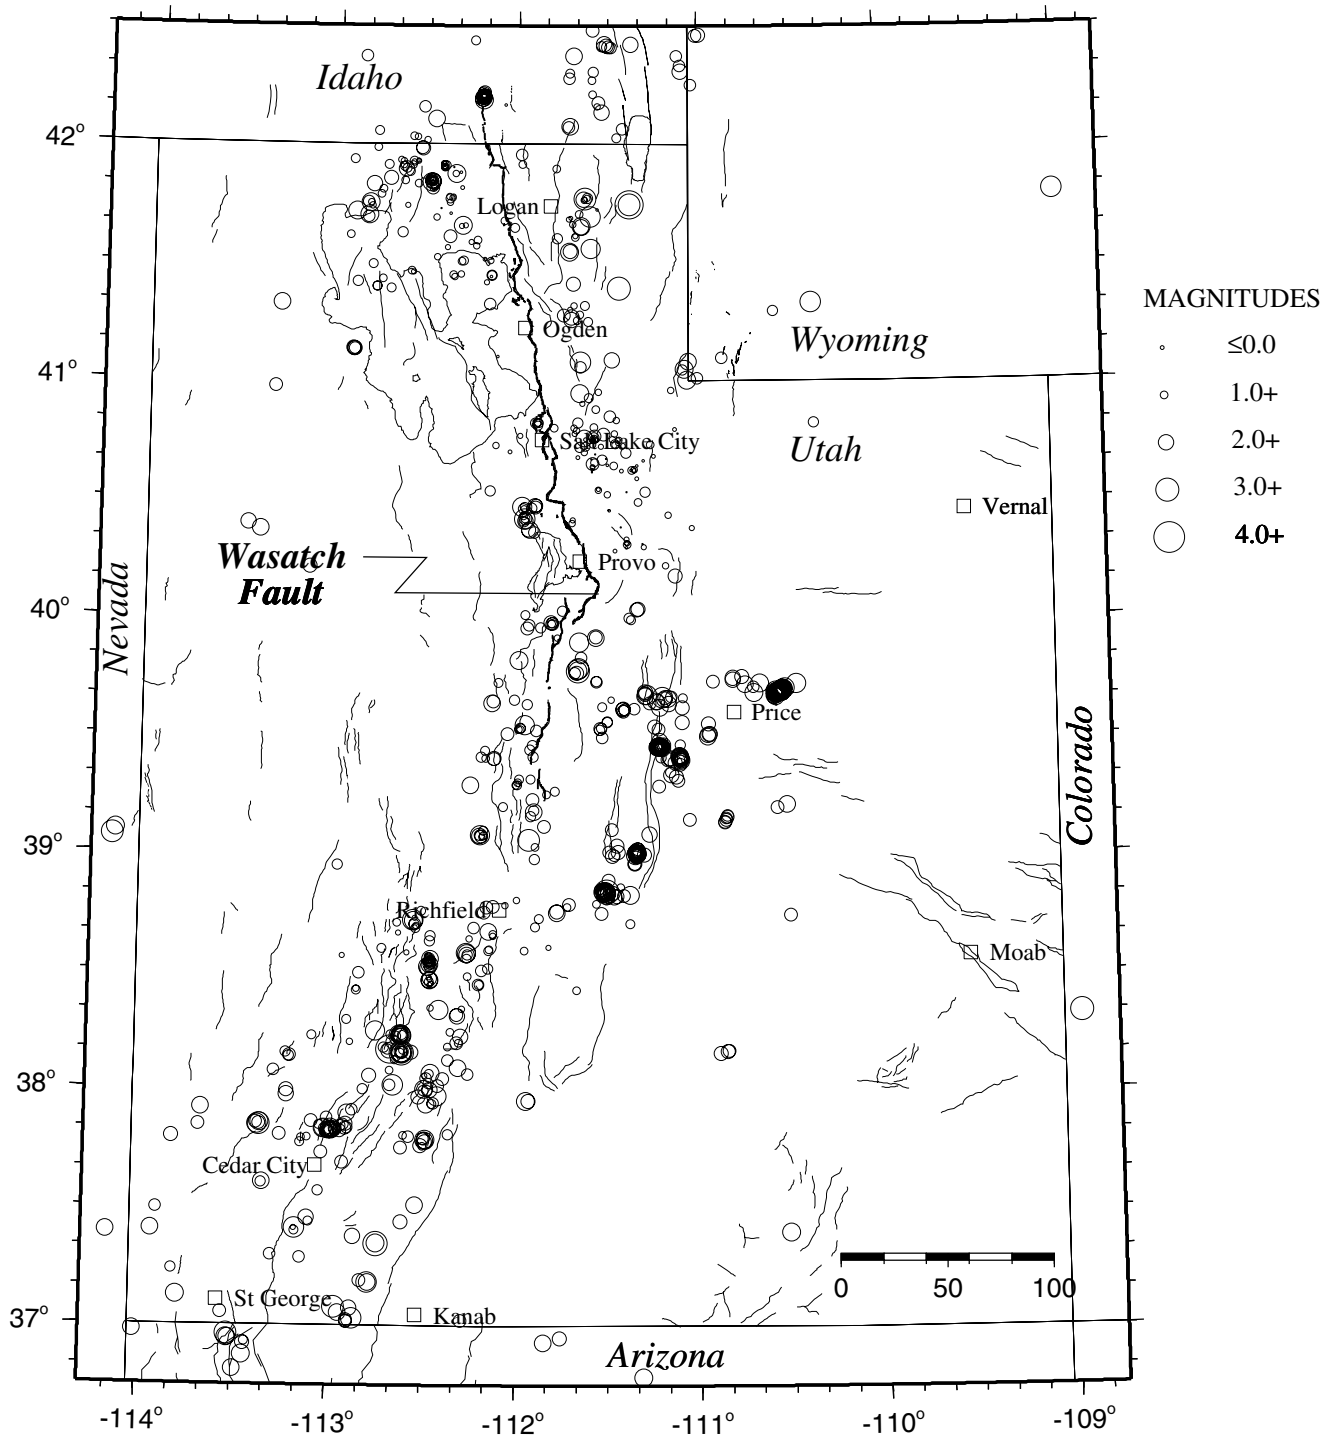 Idaho
42°
Logan
MAGNITUDES
Ogden
≤0.0
Wyoming
41°
1.0+
Salt Lake City
Utah
2.0+
3.0+
Vernal
4.0+
Wasatch
Fault
Provo
Nevada
40°
Price
Colorado
39°
Richfield
Moab
38°
Cedar City
0
50
100
St George
37°
Kanab
Arizona
-114°
-113°
-112°
-111°
-110°
-109°